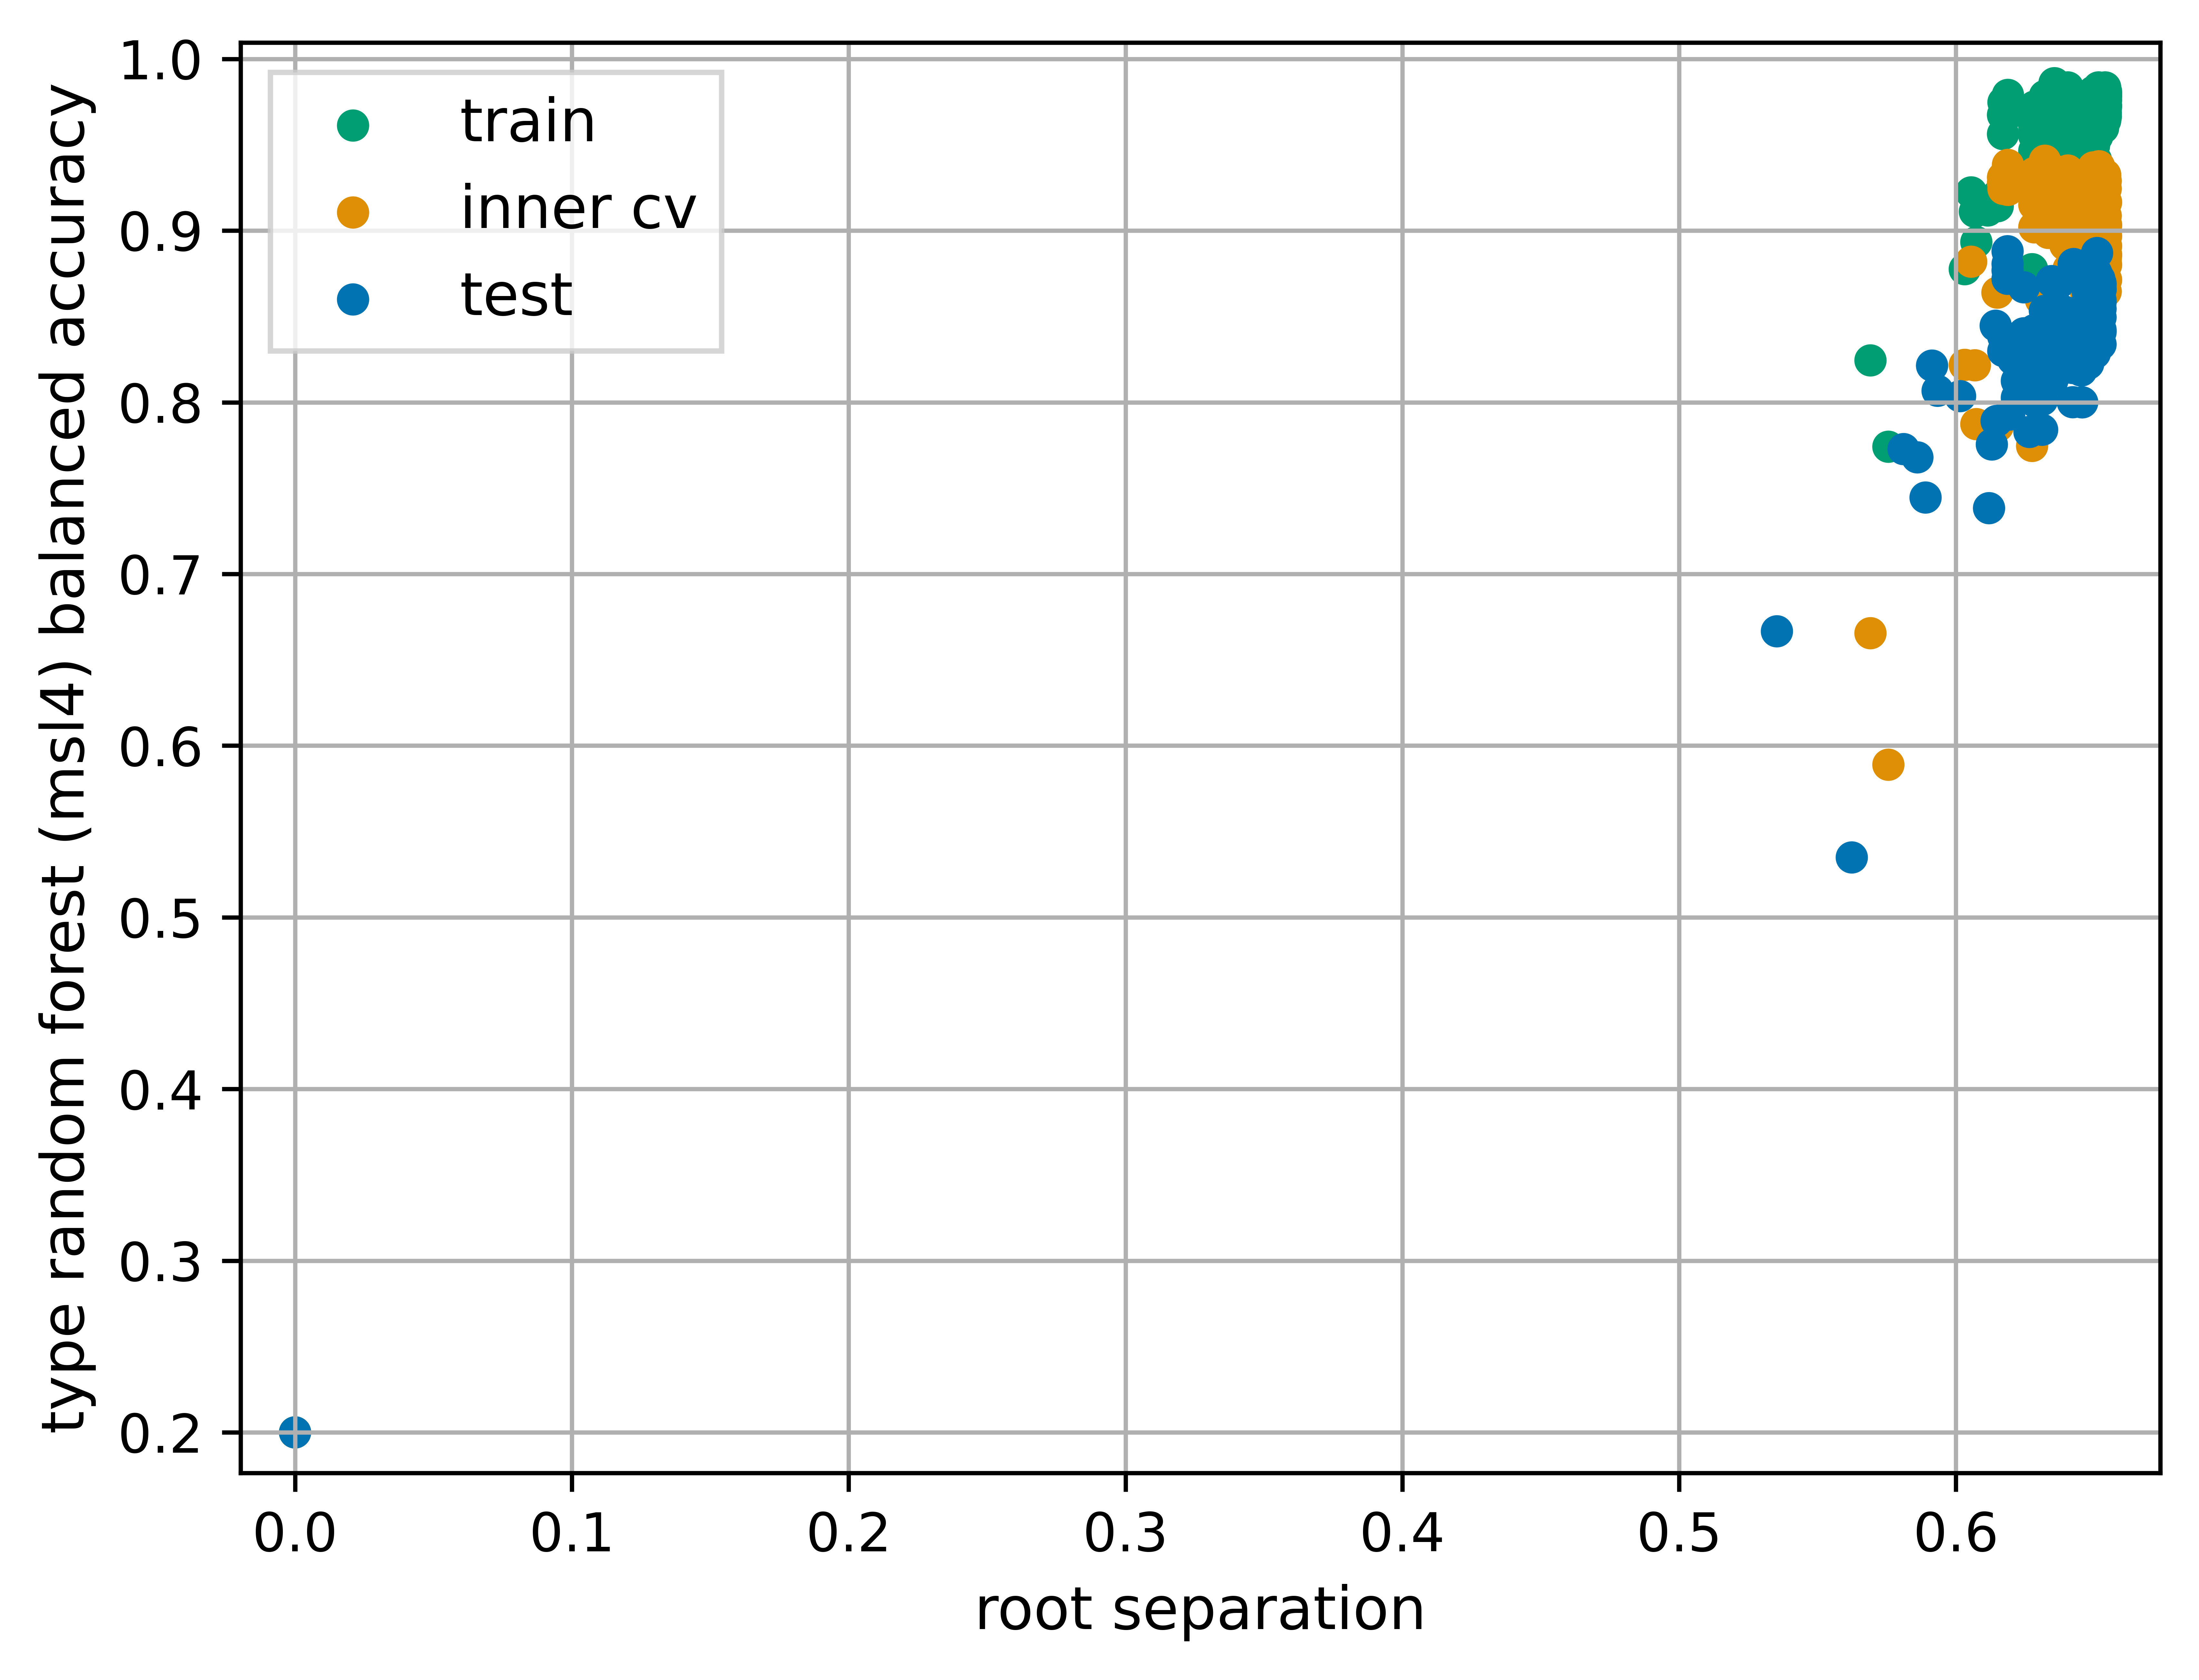 train
inner cv
test
type random forest (msl4) balanced accuracy
1.0
0.9
0.8
0.7
0.6
0.5
0.4
0.3
0.2
0.0 0.1 0.2 0.3 0.4 0.5 0.6
root separation